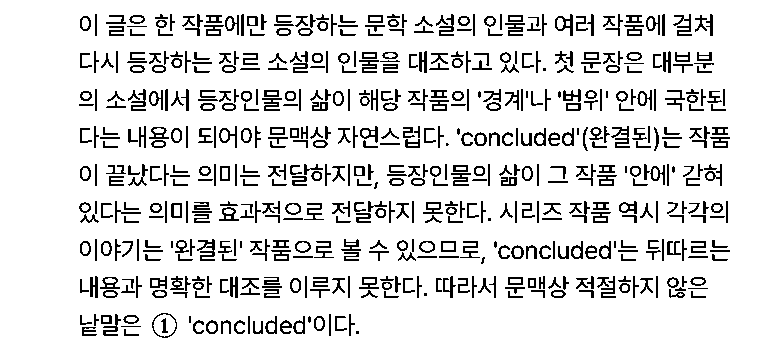 이 글은 한 작품에만 등장하는 문학 소설의 인물과 여러 작품에 걸쳐
다시 등장하는 장르 소설의 인물을 대조하고 있다. 첫 문장은 대부분
의 소설에서 등장인물의 삶이 해당 작품의 '경계'나 '범위' 안에 국한된
다는 내용이 되어야 문맥상 자연스럽다. 'concluded'(완결된)는 작품
이 끝났다는 의미는 전달하지만, 등장인물의 삶이 그 작품 '안에' 갇혀
있다는 의미를 효과적으로 전달하지 못한다. 시리즈 작품 역시 각각의
이야기는 '완결된' 작품으로 볼 수 있으므로, 'concluded'는 뒤따르는
내용과 명확한 대조를 이루지 못한다. 따라서 문맥상 적절하지 않은
낱말은 ① 'concluded'이다.